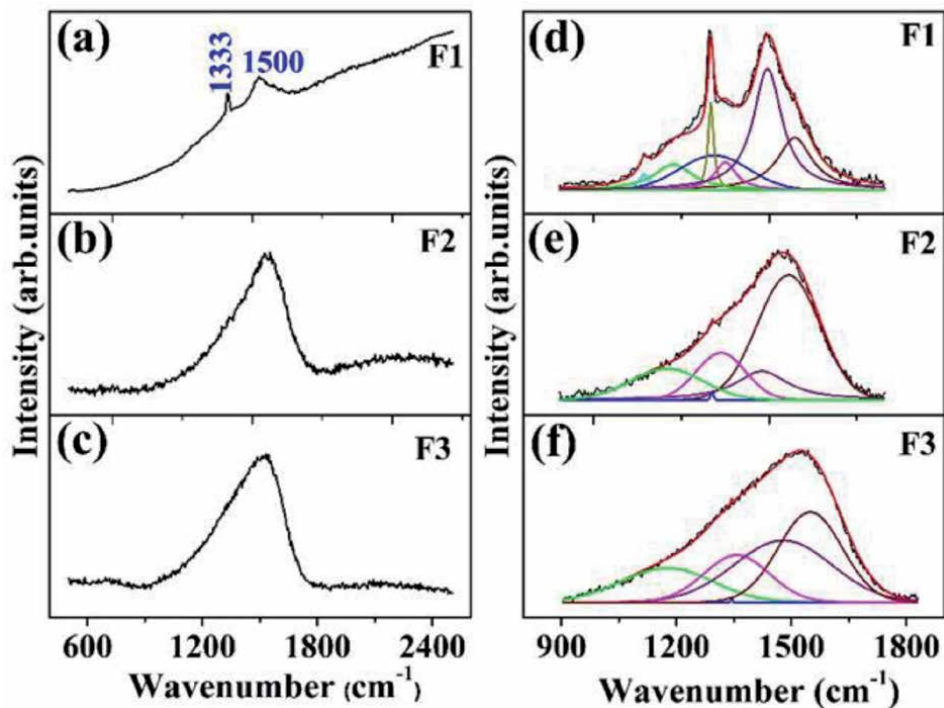 (a)
1333
1500
F1
(b)
F2
(c)
F3
Intensity (arb.units)
600 1200 1800 2400
Wavenumber (cm⁻¹)
(d)
F1
(e)
F2
(f)
F3
Intensity (arb.units)
900 1200 1500 1800
Wavenumber (cm⁻¹)